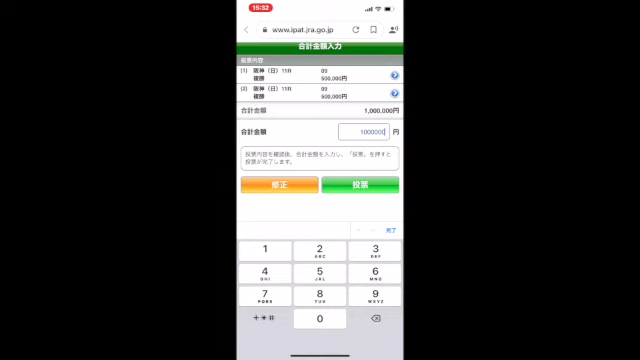 15:32
www.ipat.jra.go.jp
合計金額入力
投票内容
(1) 阪神（日）11R 09
複勝 500,000円
(2) 阪神（日）11R 09
複勝 500,000円
合計金額 1,000,000円
合計金額 1000000 円
投票内容を確認後、合計金額を入力し、「投票」を押すと
投票が完了します。
修正 投票
完了
1 2 3
ABC DEF
4 5 6
GHI JKL MNO
7 8 9
PQRS TUV WXYZ
+*# 0